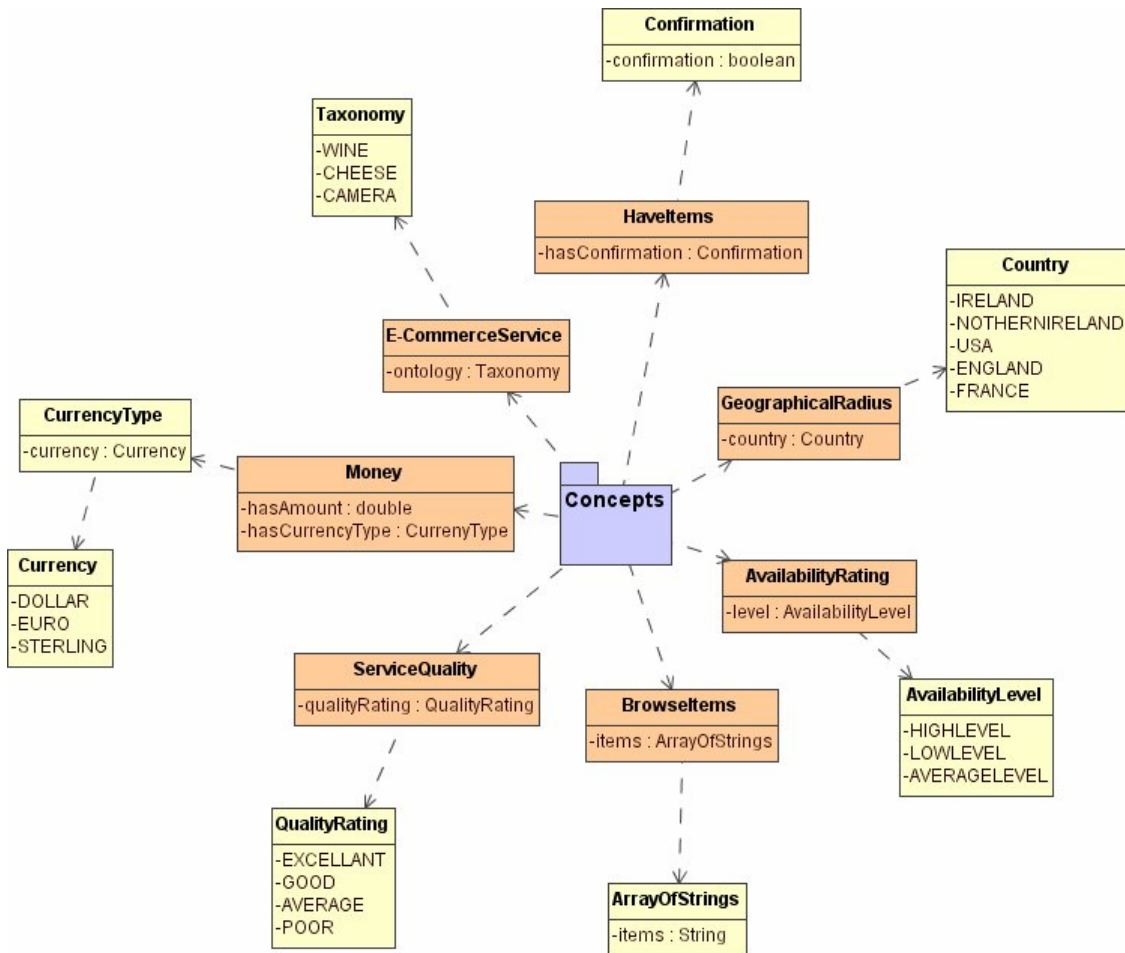 Confirmation
-confirmation : boolean
Taxonomy
-WINE
-CHEESE
-CAMERA
HaveItems
-hasConfirmation : Confirmation
Country
-IRELAND
-NOTHERNIRELAND
-USA
-ENGLAND
-FRANCE
E-CommerceService
-ontology : Taxonomy
GeographicalRadius
-country : Country
CurrencyType
-currency : Currency
Money
-hasAmount : double
-hasCurrencyType : CurrenyType
Concepts
Currency
-DOLLAR
-EURO
-STERLING
AvailabilityRating
-level : AvailabilityLevel
ServiceQuality
-qualityRating : QualityRating
BrowseItems
-items : ArrayOfStrings
AvailabilityLevel
-HIGHLEVEL
-LOWLEVEL
-AVERAGELEVEL
QualityRating
-EXCELLANT
-GOOD
-AVERAGE
-POOR
ArrayOfStrings
-items : String